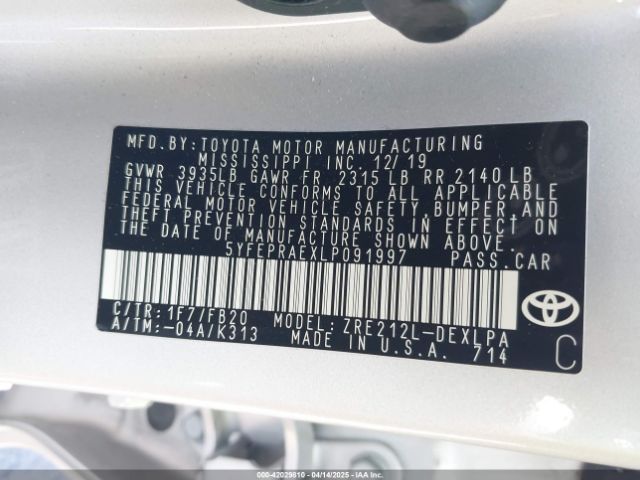 MFD. BY: TOYOTA MOTOR MANUFACTURING
MISSISSIPPI INC. 12/19
GVWR 3935LB GAWR FR 2315 LB RR 2140 LB
THIS VEHICLE CONFORMS TO ALL APPLICABLE
FEDERAL MOTOR VEHICLE SAFETY, BUMPER, AND
THEFT PREVENTION STANDARDS IN EFFECT ON
THE DATE OF MANUFACTURE SHOWN ABOVE.
5YFEPRAEXLP091997 PASS.CAR
C/TR: 1F7/FB20 MODEL: ZRE212L-DEXLPA
A/TM: -04A/K313 MADE IN U.S.A. 714
TOYOTA
C
000-42029810 04/14/2025 - Copyright © 2025 IAA, Inc.